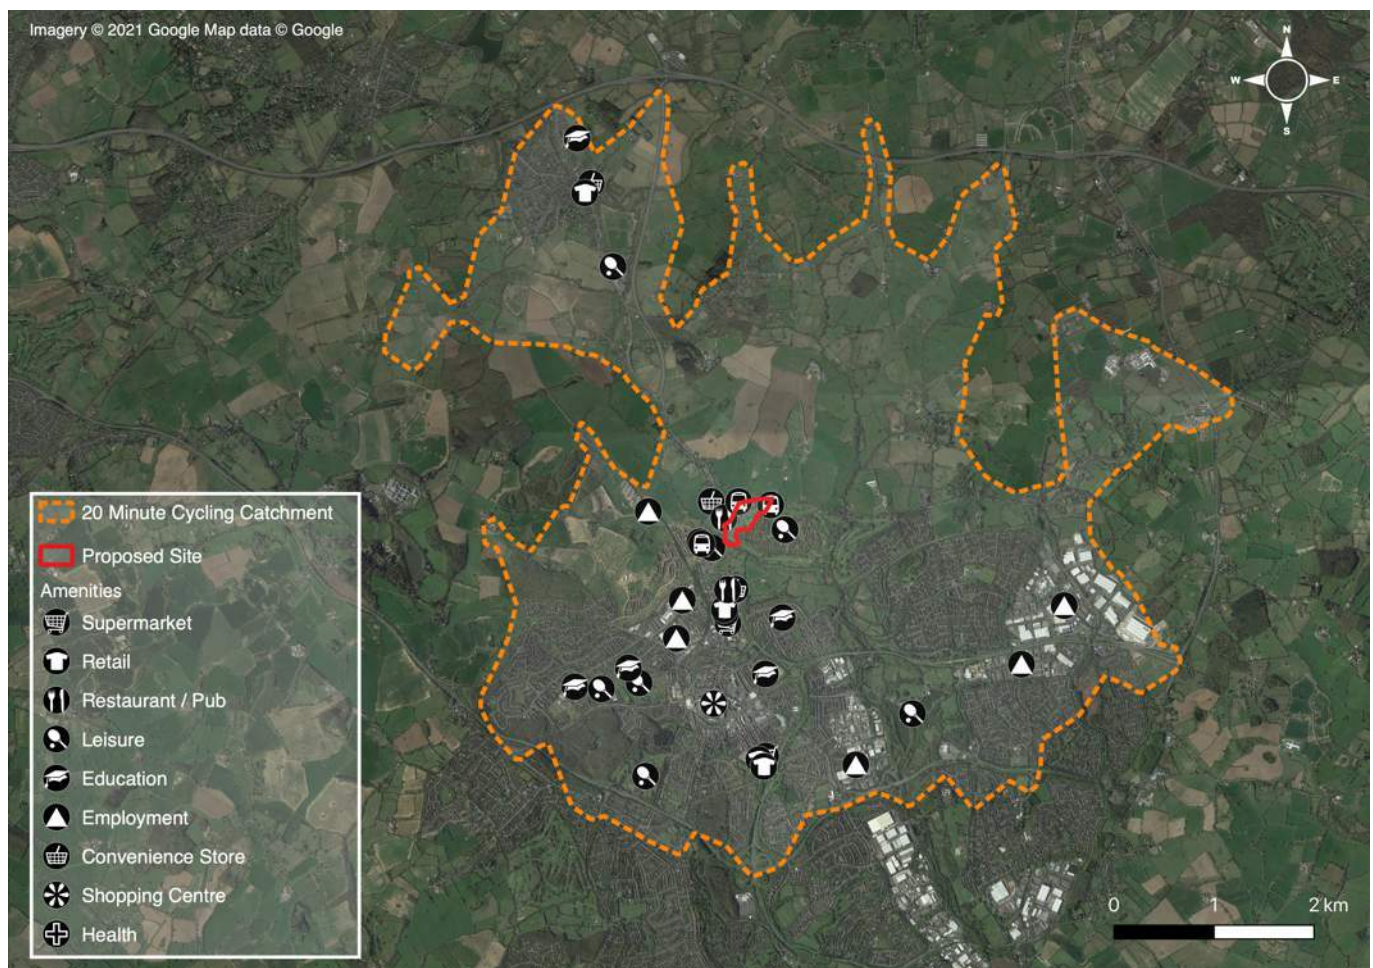 Imagery © 2021 Google Map data © Google
N
W E
S
20 Minute Cycling Catchment
Proposed Site
Amenities
Supermarket
Retail
Restaurant / Pub
Leisure
Education
Employment
Convenience Store
Shopping Centre
Health
0 1 2 km